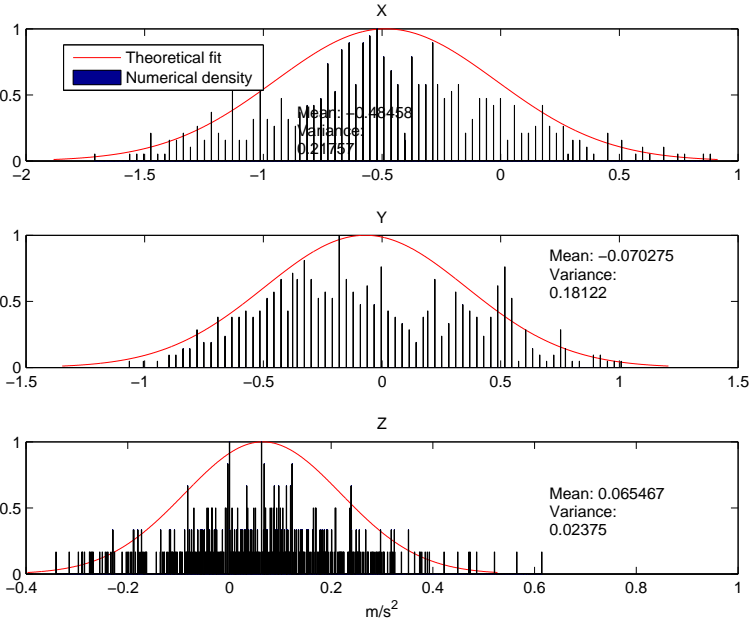 X
1
Theoretical fit
Numerical density
0.5
Mean: −0.48458
Variance:
0.21757
0
−2 −1.5 −1 −0.5 0 0.5 1
Y
1
Mean: −0.070275
Variance:
0.18122
0.5
0
−1.5 −1 −0.5 0 0.5 1 1.5
Z
1
Mean: 0.065467
Variance:
0.02375
0.5
0
−0.4 −0.2 0 0.2 0.4 0.6 0.8 1
m/s²